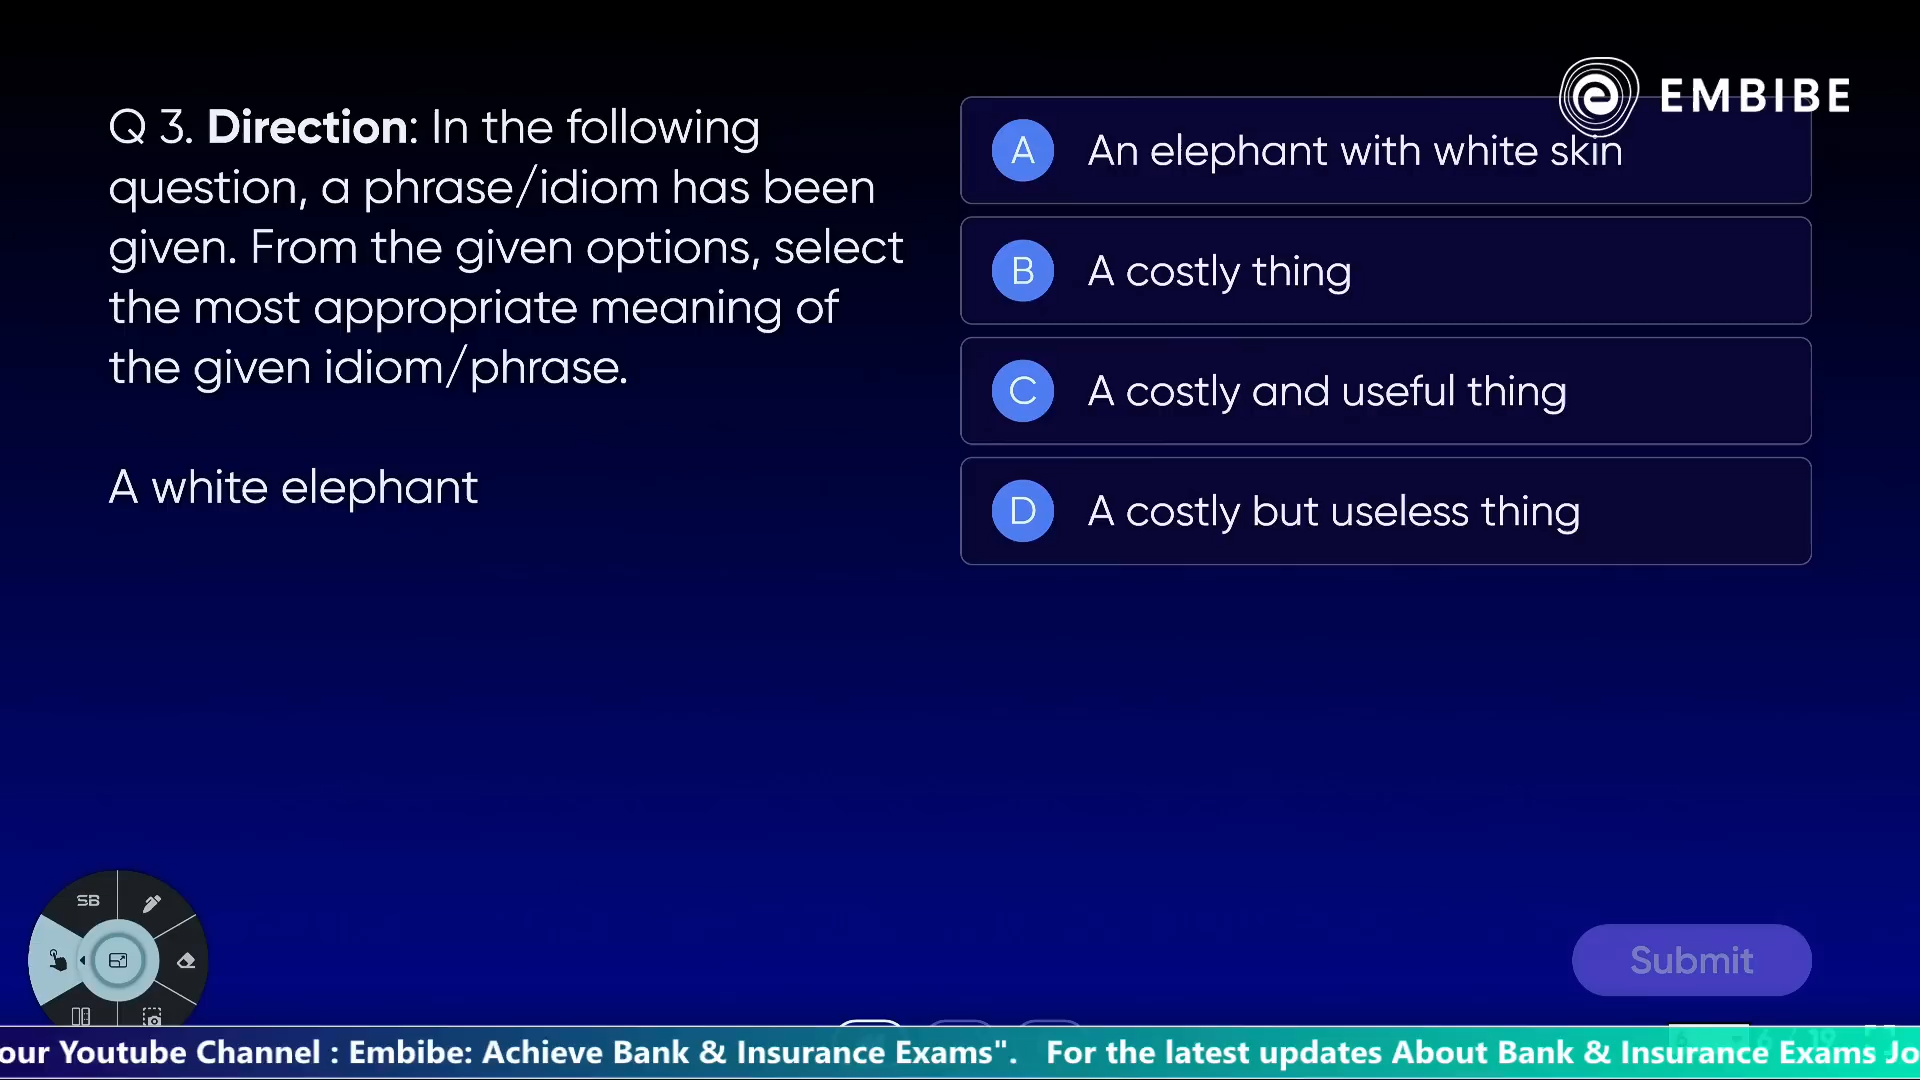 EMBIBE
Q 3. Direction: In the following
question, a phrase/idiom has been
given. From the given options, select
the most appropriate meaning of
the given idiom/phrase.
A white elephant
A An elephant with white skin
B A costly thing
C A costly and useful thing
D A costly but useless thing
SB
Submit
our Youtube Channel : Embibe: Achieve Bank & Insurance Exams". For the latest updates About Bank & Insurance Exams Jo